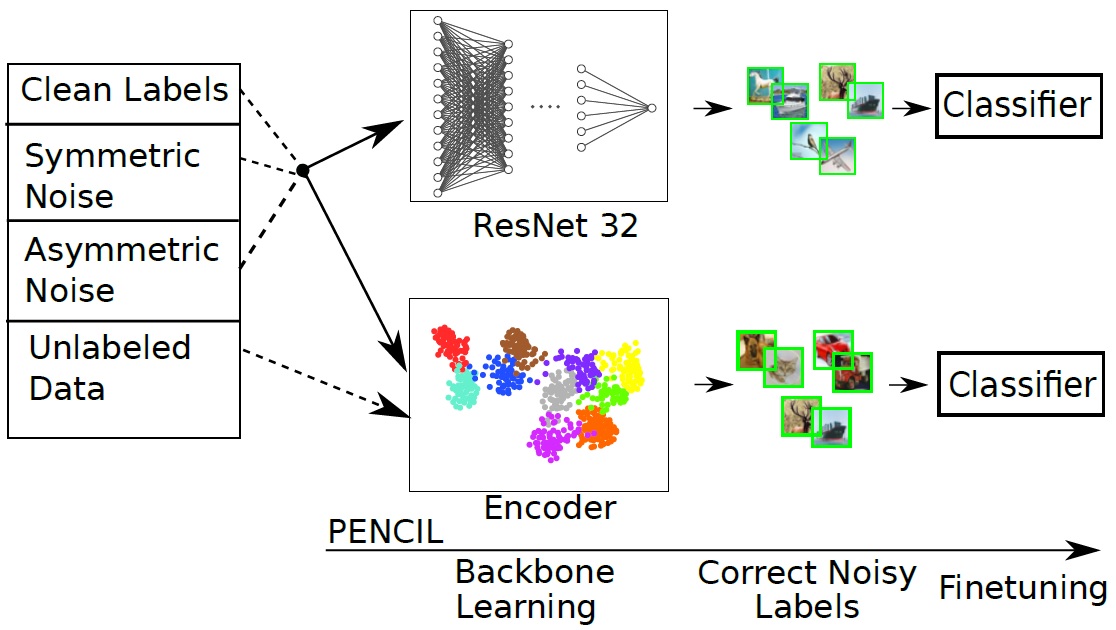 Clean Labels
Symmetric
Noise
Asymmetric
Noise
Unlabeled
Data
ResNet 32
Classifier
Encoder
Classifier
PENCIL
Backbone
Learning
Correct Noisy
Labels
Finetuning